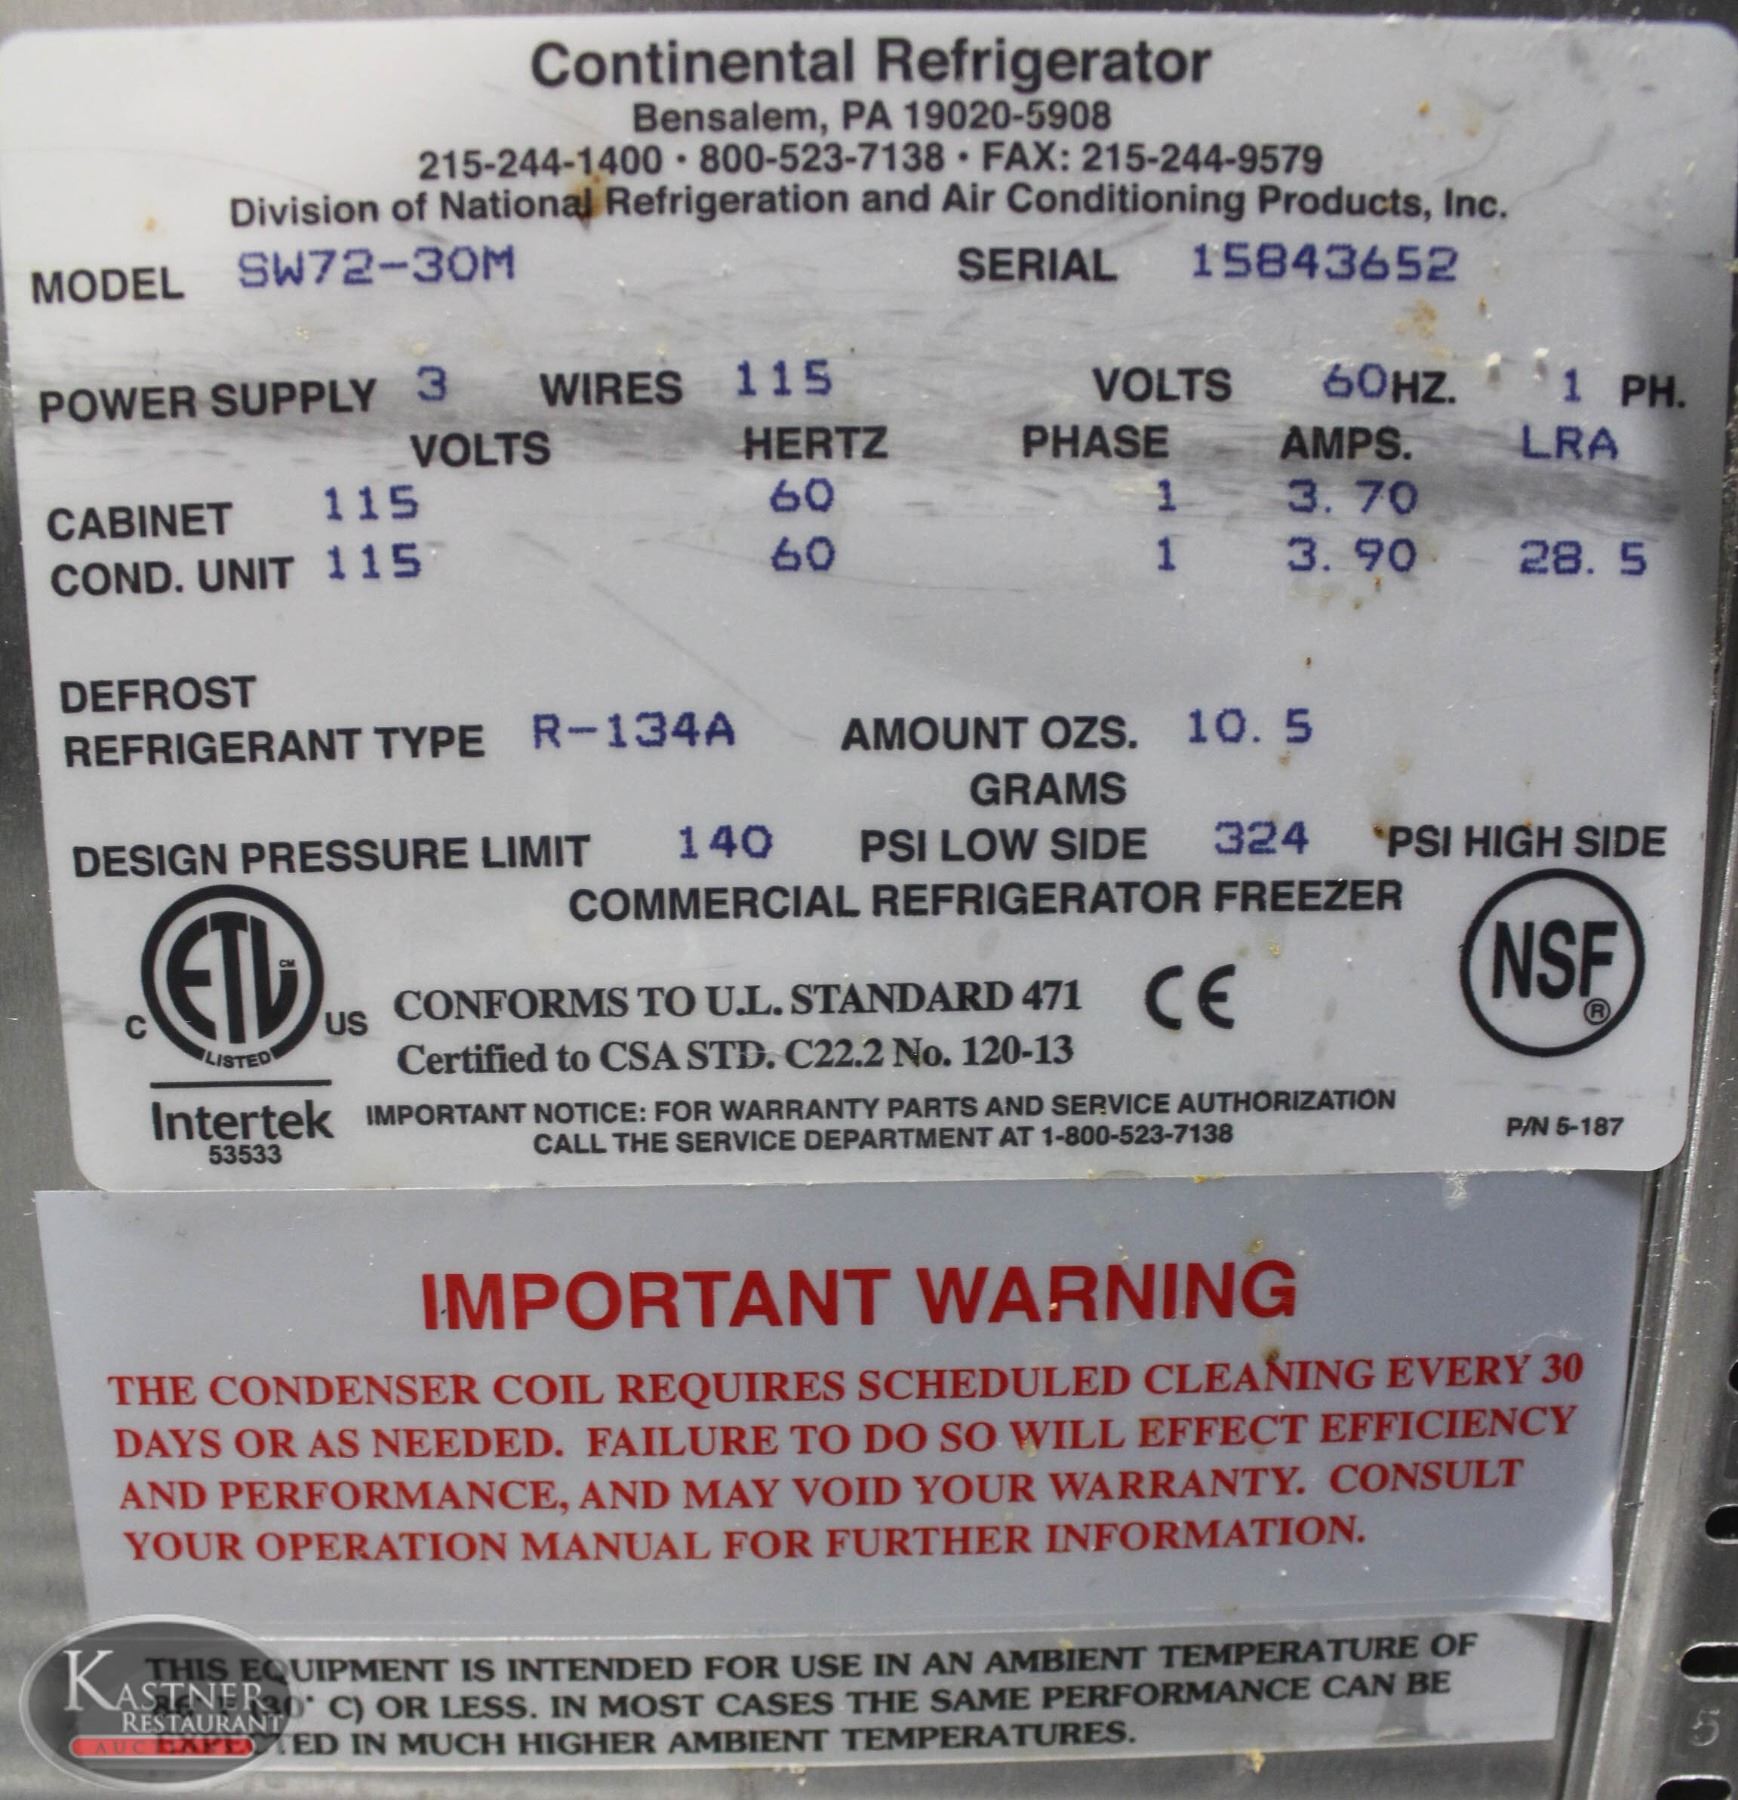 Continental Refrigerator
Bensalem, PA 19020-5908
215-244-1400 • 800-523-7138 • FAX: 215-244-9579
Division of National Refrigeration and Air Conditioning Products, Inc.
MODEL SW72-30M SERIAL 15843652
POWER SUPPLY 3 WIRES 115 VOLTS 60HZ. 1 PH.
VOLTS HERTZ PHASE AMPS. LRA
CABINET 115 60 1 3.70
COND. UNIT 115 60 1 3.90 28.5
DEFROST
REFRIGERANT TYPE R-134A AMOUNT OZS. 10.5
GRAMS
DESIGN PRESSURE LIMIT 140 PSI LOW SIDE 324 PSI HIGH SIDE
COMMERCIAL REFRIGERATOR FREEZER
C ETL CM LISTED US
Intertek
53533
CONFORMS TO U.L. STANDARD 471 CE
Certified to CSA STD. C22.2 No. 120-13
NSF®
IMPORTANT NOTICE: FOR WARRANTY PARTS AND SERVICE AUTHORIZATION
CALL THE SERVICE DEPARTMENT AT 1-800-523-7138
P/N 5-187
IMPORTANT WARNING
THE CONDENSER COIL REQUIRES SCHEDULED CLEANING EVERY 30
DAYS OR AS NEEDED. FAILURE TO DO SO WILL EFFECT EFFICIENCY
AND PERFORMANCE, AND MAY VOID YOUR WARRANTY. CONSULT
YOUR OPERATION MANUAL FOR FURTHER INFORMATION.
THIS EQUIPMENT IS INTENDED FOR USE IN AN AMBIENT TEMPERATURE OF
C) OR LESS. IN MOST CASES THE SAME PERFORMANCE CAN BE
EXPECTED IN MUCH HIGHER AMBIENT TEMPERATURES.
KASTNER
RESTAURANT
5